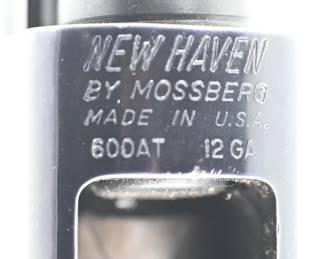 NEW HAVEN
BY MOSSBERG
MADE IN U.S.A.
600AT 12 GA